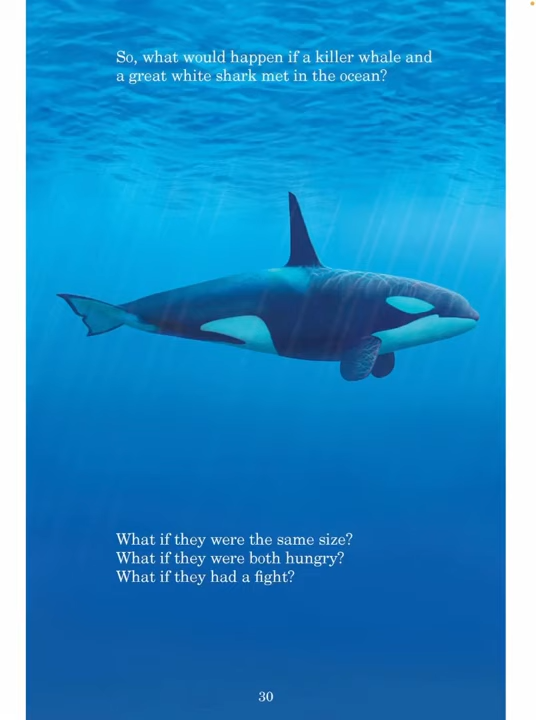 So, what would happen if a killer whale and
a great white shark met in the ocean?
What if they were the same size?
What if they were both hungry?
What if they had a fight?
30